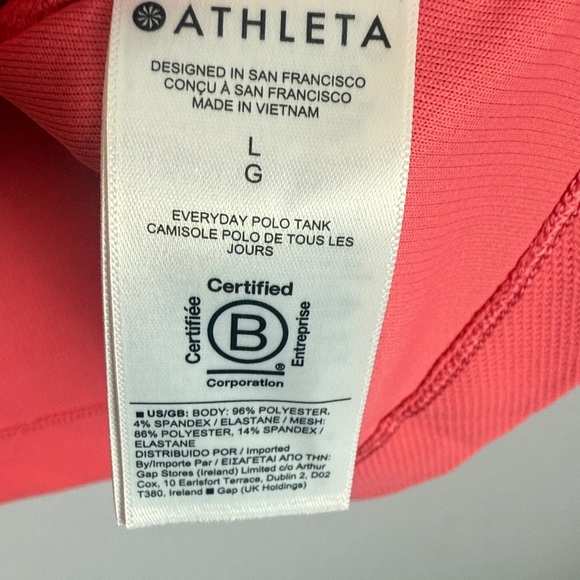 ATHLETA
DESIGNED IN SAN FRANCISCO
CONÇU À SAN FRANCISCO
MADE IN VIETNAM
L
G
EVERYDAY POLO TANK
CAMISOLE POLO DE TOUS LES
JOURS
Certified
Certifiée
B
Entreprise
®
Corporation
■ US/GB: BODY: 96% POLYESTER,
4% SPANDEX / ELASTANE / MESH:
86% POLYESTER, 14% SPANDEX /
ELASTANE
DISTRIBUIDO POR / Imported
By/Importe Par / ΕΙΣΑΓΕΤΑΙ ΑΠΟ ΤΗΝ:
Gap Stores (Ireland) Limited c/o Arthur
Cox, 10 Earlsfort Terrace, Dublin 2, D02
T380, Ireland ■ Gap (UK Holdings)